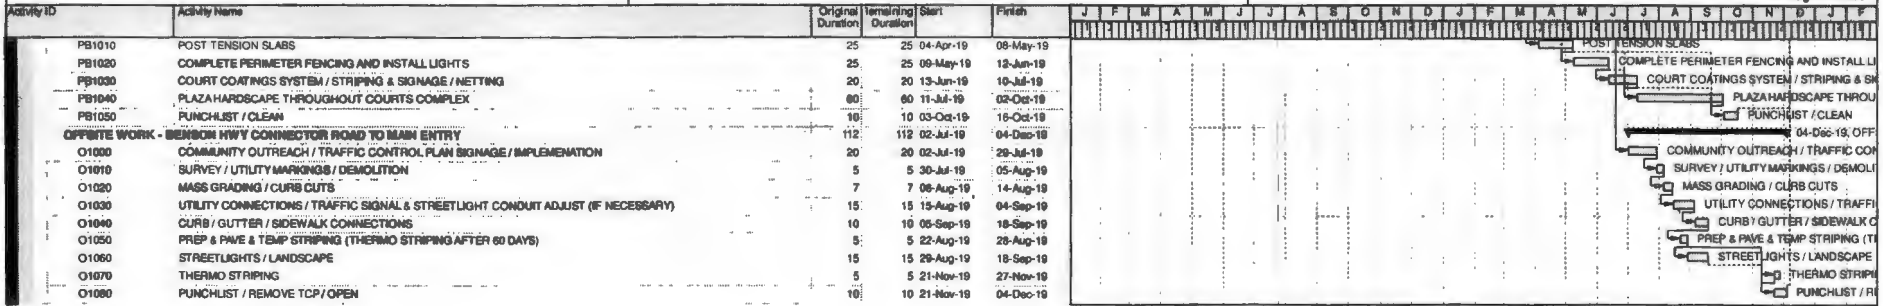 Activity ID Activity Name Original Duration Remaining Duration Start Finish J F M A M J J A S O N D J F M A M J J A S O N D J F
PB1010 POST TENSION SLABS 25 25 04-Apr-19 08-May-19 POST TENSION SLABS
PB1020 COMPLETE PERIMETER FENCING AND INSTALL LIGHTS 25 25 09-May-19 12-Jun-19 COMPLETE PERIMETER FENCING AND INSTALL LI
PB1030 COURT COATINGS SYSTEM / STRIPING & SIGNAGE / NETTING 20 20 13-Jun-19 10-Jul-19 COURT COATINGS SYSTEM / STRIPING & SI
PB1040 PLAZA HARDSCAPE THROUGHOUT COURTS COMPLEX 60 60 11-Jul-19 02-Oct-19 PLAZA HARDSCAPE THROU
PB1050 PUNCHLIST / CLEAN 10 10 03-Oct-19 16-Oct-19 PUNCHLIST / CLEAN
OFFSITE WORK - BENSON HWY CONNECTOR ROAD TO MAIN ENTRY 112 112 02-Jul-19 04-Dec-19 04-Dec-19, OFF
O1000 COMMUNITY OUTREACH / TRAFFIC CONTROL PLAN SIGNAGE / IMPLEMENATION 20 20 02-Jul-19 29-Jul-19 COMMUNITY OUTREACH / TRAFFIC CON
O1010 SURVEY / UTILITY MARKINGS / DEMOLITION 5 5 30-Jul-19 05-Aug-19 SURVEY / UTILITY MARKINGS / DEMOLI
O1020 MASS GRADING / CURB CUTS 7 7 06-Aug-19 14-Aug-19 MASS GRADING / CURB CUTS
O1030 UTILITY CONNECTIONS / TRAFFIC SIGNAL & STREETLIGHT CONDUIT ADJUST (IF NECESSARY) 15 15 15-Aug-19 04-Sep-19 UTILITY CONNECTIONS / TRAFFI
O1040 CURB / GUTTER / SIDEWALK CONNECTIONS 10 10 05-Sep-19 18-Sep-19 CURB / GUTTER / SIDEWALK C
O1050 PREP & PAVE & TEMP STRIPING (THERMO STRIPING AFTER 60 DAYS) 5 5 22-Aug-19 28-Aug-19 PREP & PAVE & TEMP STRIPING (T
O1060 STREETLIGHTS / LANDSCAPE 15 15 29-Aug-19 18-Sep-19 STREETLIGHTS / LANDSCAPE
O1070 THERMO STRIPING 5 5 21-Nov-19 27-Nov-19 THERMO STRIPI
O1080 PUNCHLIST / REMOVE TCP / OPEN 10 10 21-Nov-19 04-Dec-19 PUNCHLIST / R